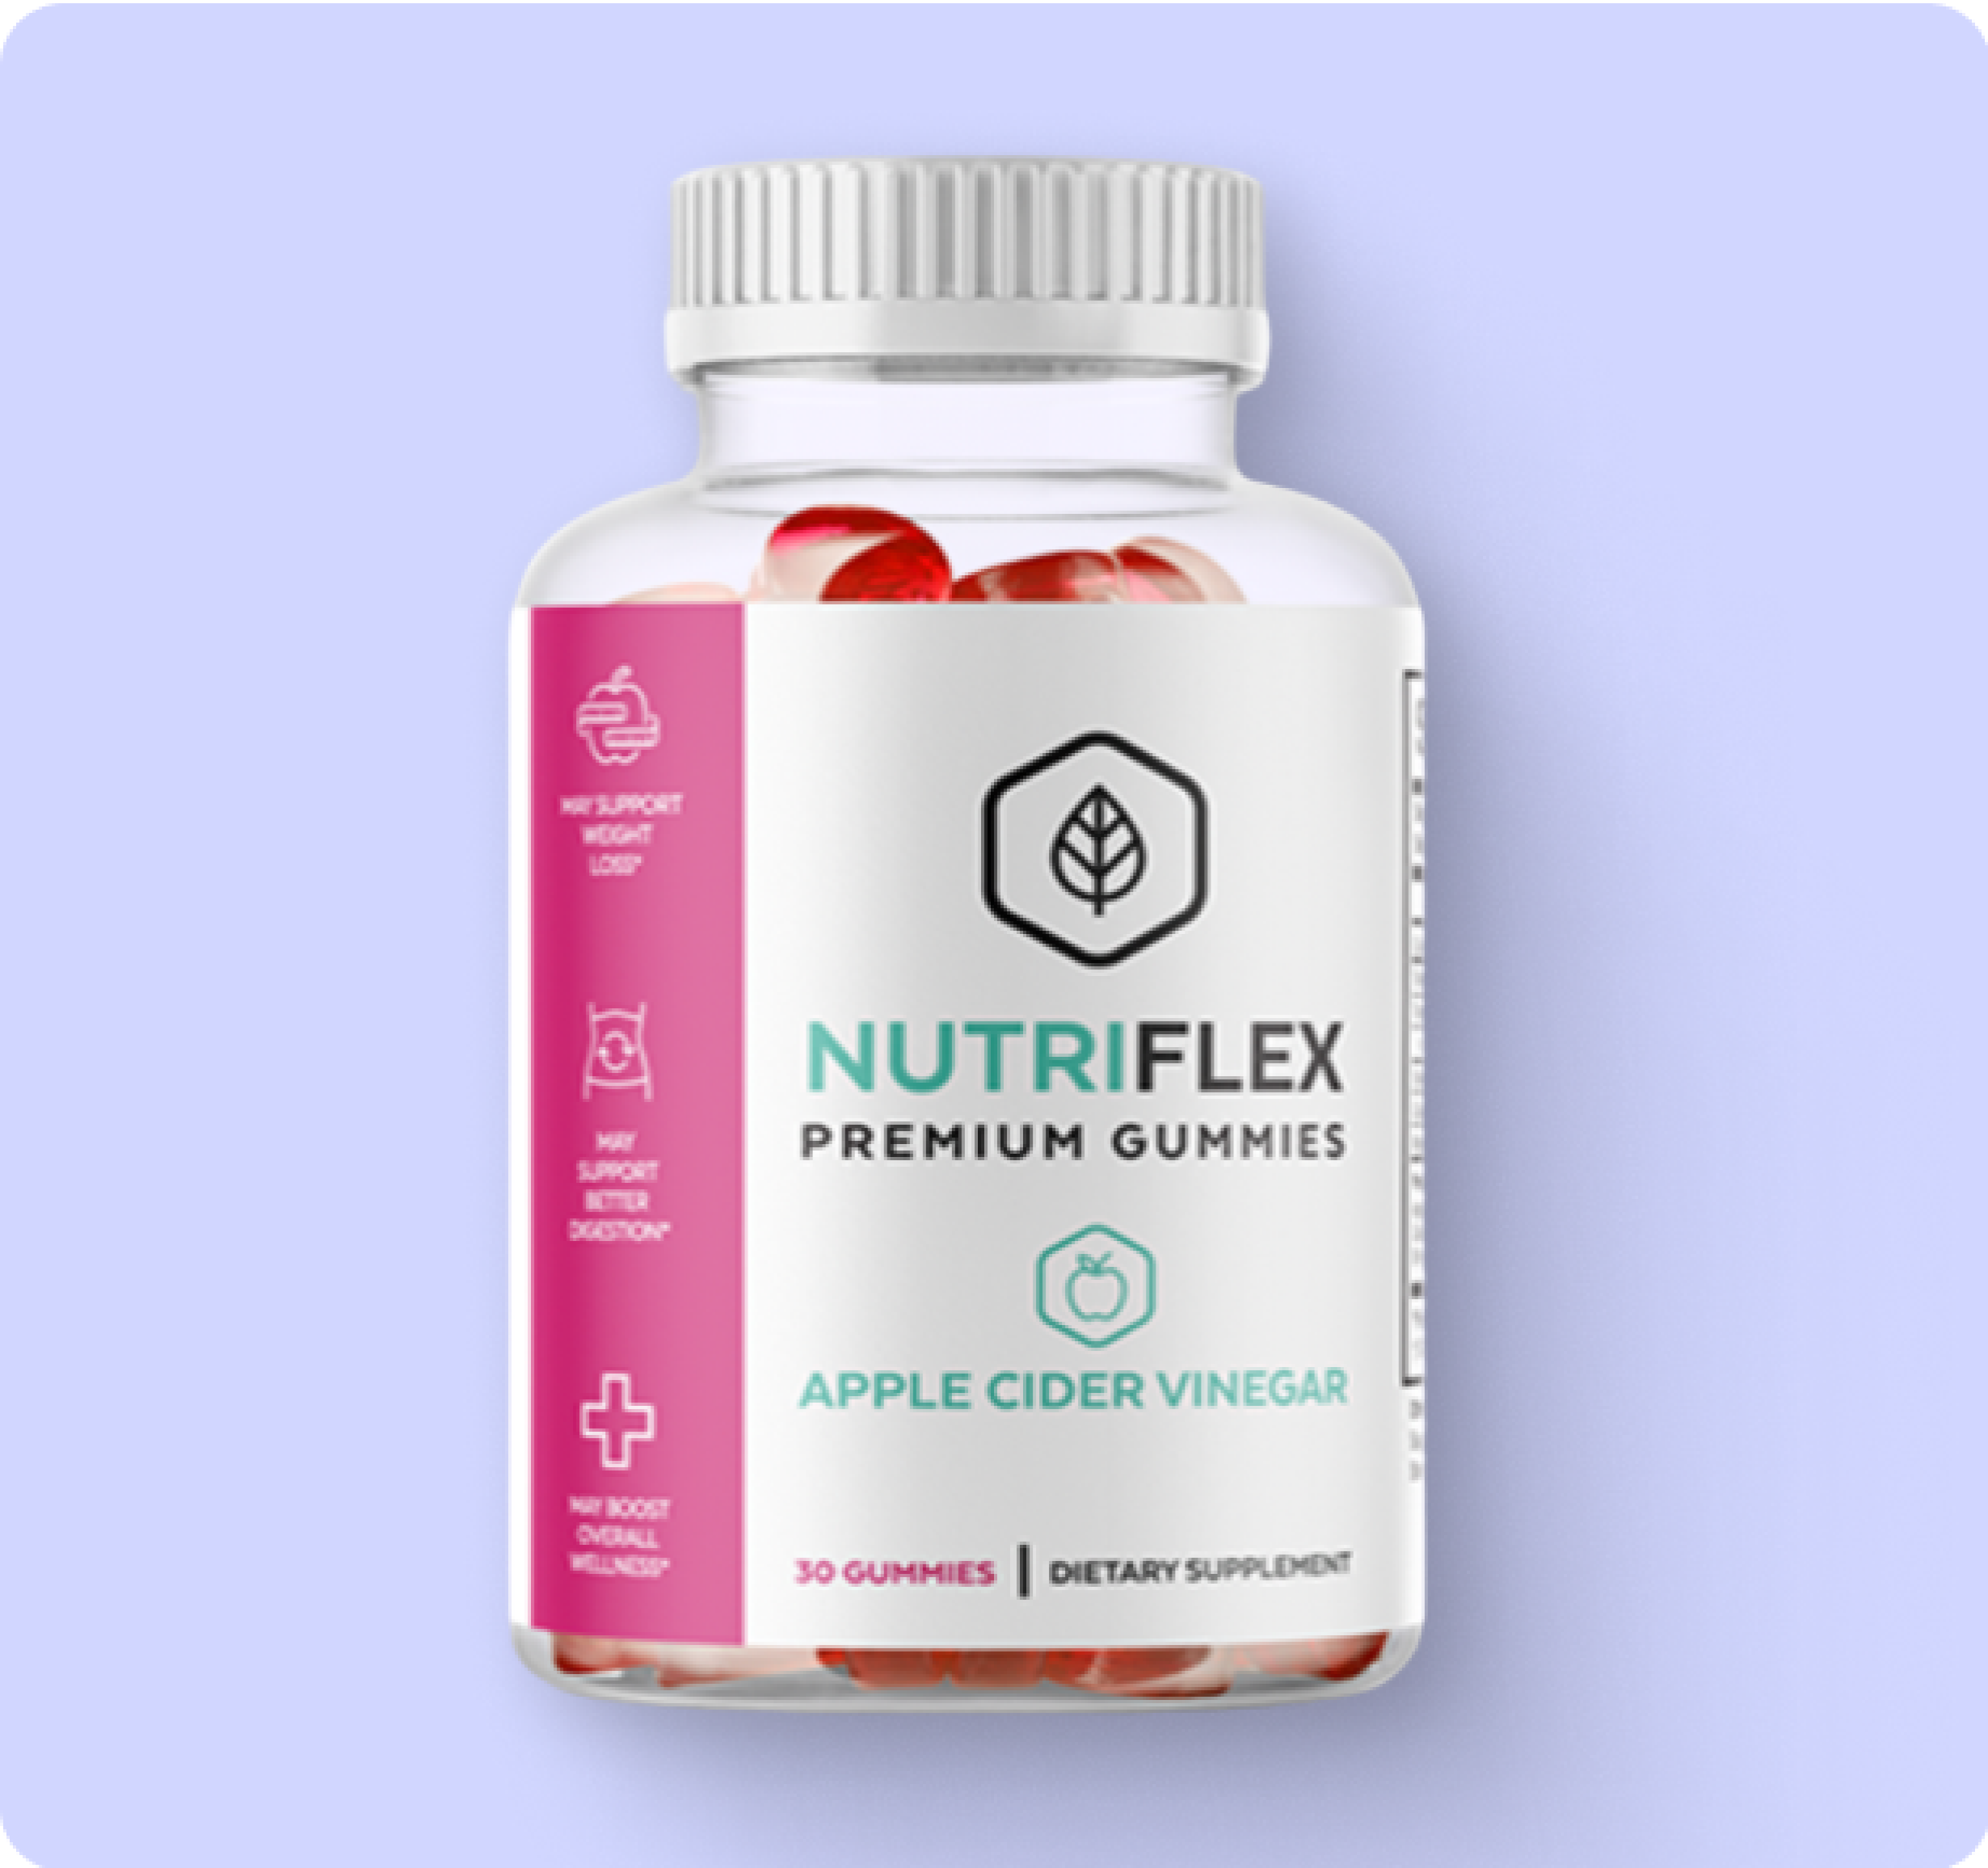 MAY SUPPORT
WEIGHT
LOSS*
MAY
SUPPORT
BETTER
DIGESTION*
MAY BOOST
OVERALL
WELLNESS*
NUTRIFLEX
PREMIUM GUMMIES
APPLE CIDER VINEGAR
30 GUMMIES | DIETARY SUPPLEMENT